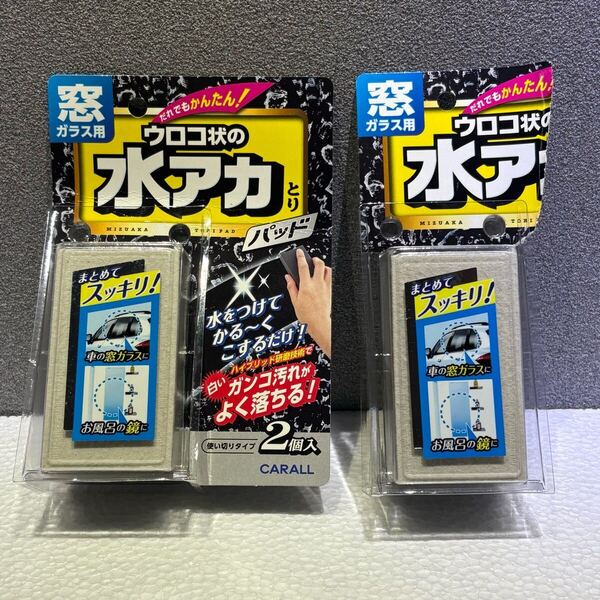 窓
ガラス用
だれでもかんたん!
ウロコ状の
水アカとり
MIZUAKA TORIPAD
パッド
まとめて
スッキリ!
車の窓ガラスに
お風呂の鏡に
水をつけて
かる〜く
こするだけ!
ハイブリッド研磨技術で
白いガンコ汚れが
よく落ちる!
使い切りタイプ
2個入
CARALL
窓
ガラス用
だれでもかんたん!
ウロコ状の
水アカ
MIZUAKA TORI
まとめて
スッキリ!
車の窓ガラスに
お風呂の鏡に